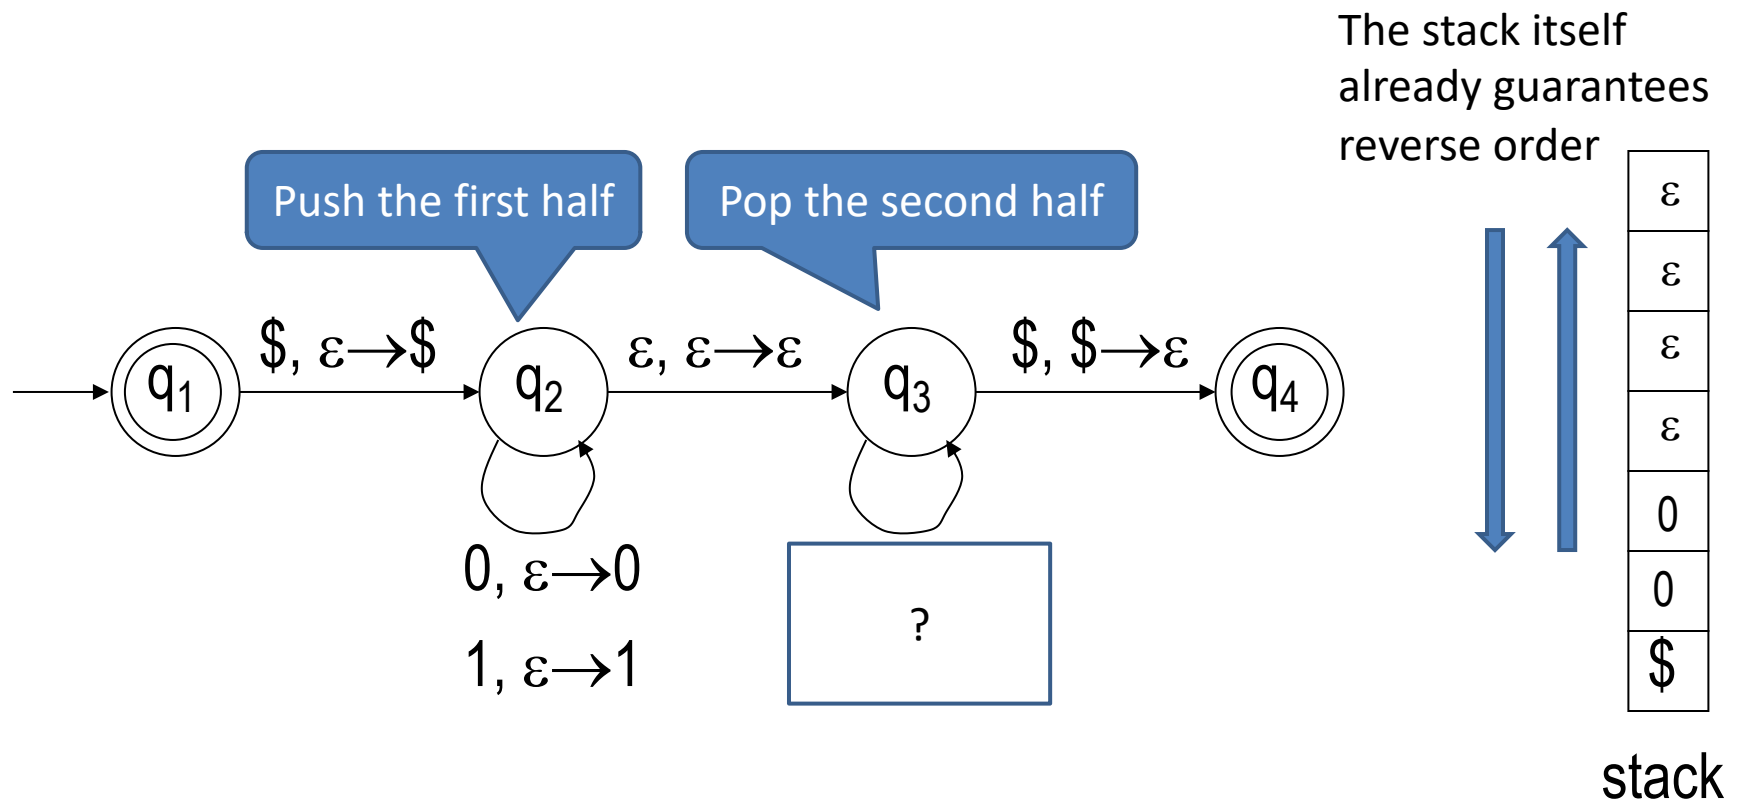 The stack itself
already guarantees
reverse order
Push the first half
Pop the second half
$, ε→$
ε, ε→ε
$, $→ε
q₁
q₂
q₃
q₄
0, ε→0
1, ε→1
?
ε
ε
ε
ε
0
0
$
stack